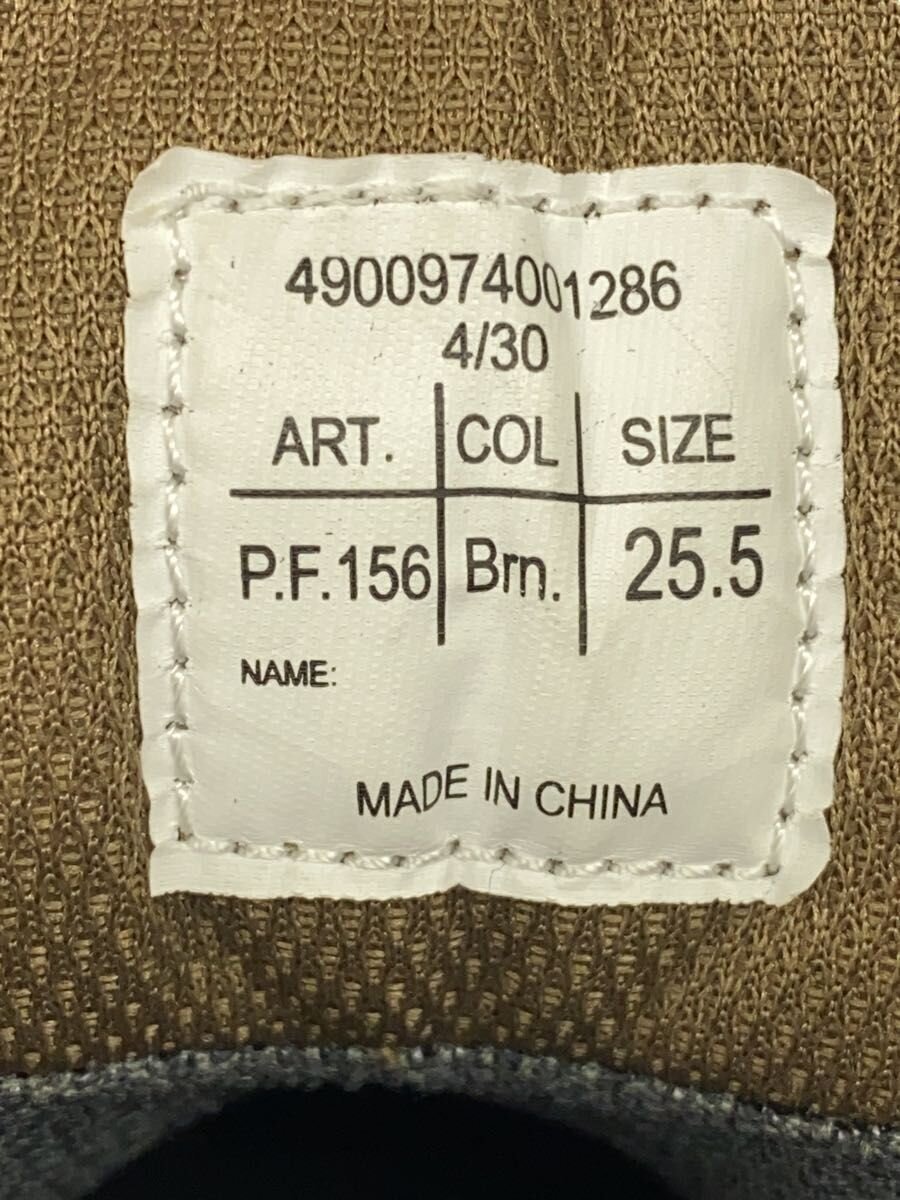 4900974001286
4/30
ART. COL SIZE
P.F.156 Brn. 25.5
NAME:
MADE IN CHINA